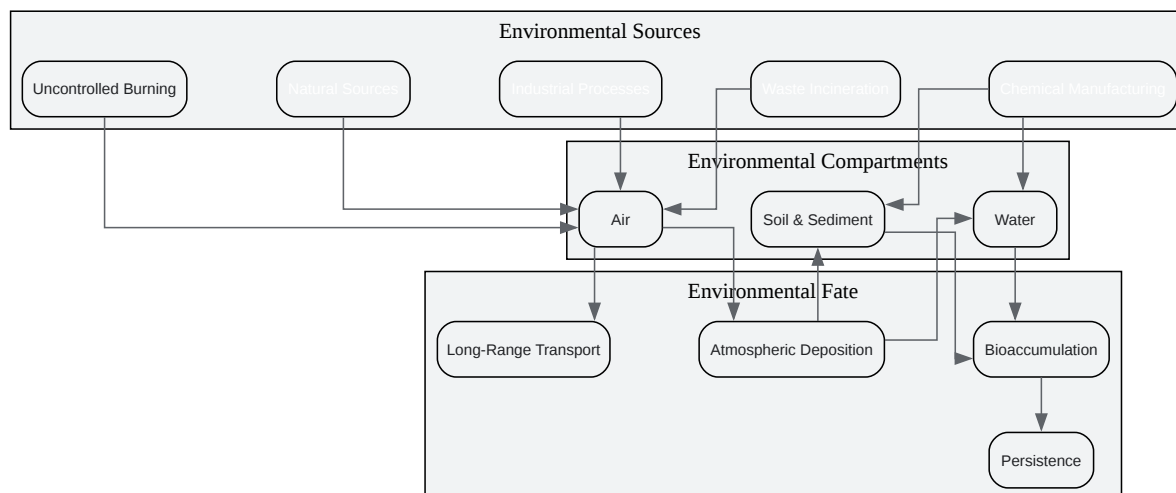 Environmental Sources
Uncontrolled Burning
Natural Sources
Industrial Processes
Waste Incineration
Chemical Manufacturing
Environmental Compartments
Air
Soil & Sediment
Water
Environmental Fate
Long-Range Transport
Atmospheric Deposition
Bioaccumulation
Persistence